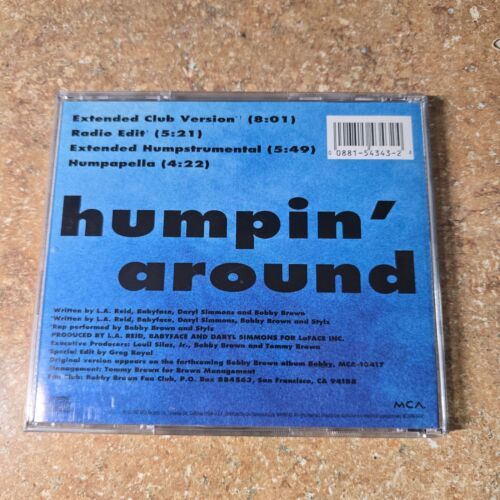 Extended Club Version* (8:01)
Radio Edit* (5:21)
Extended Humpstrumental (5:49)
Humpapella (4:22)
0 0881-54343-2 8
humpin'
around
*Written by L.A. Reid, Babyface, Daryl Simmons and Bobby Brown
*Written by L.A. Reid, Babyface, Daryl Simmons, Bobby Brown and Stylz
*Rap performed by Bobby Brown and Stylz
PRODUCED BY L.A. REID, BABYFACE AND DARYL SIMMONS FOR LaFACE INC.
Executive Producers: Louil Silas, Jr., Bobby Brown and Tommy Brown
Special Edit by Greg Royal
Original version appears on the forthcoming Bobby Brown album Bobby, MCA-10417
Management: Tommy Brown for Brown Management
Fan Club: Bobby Brown Fan Club, P.O. Box 884563, San Francisco, CA 94188
MCA